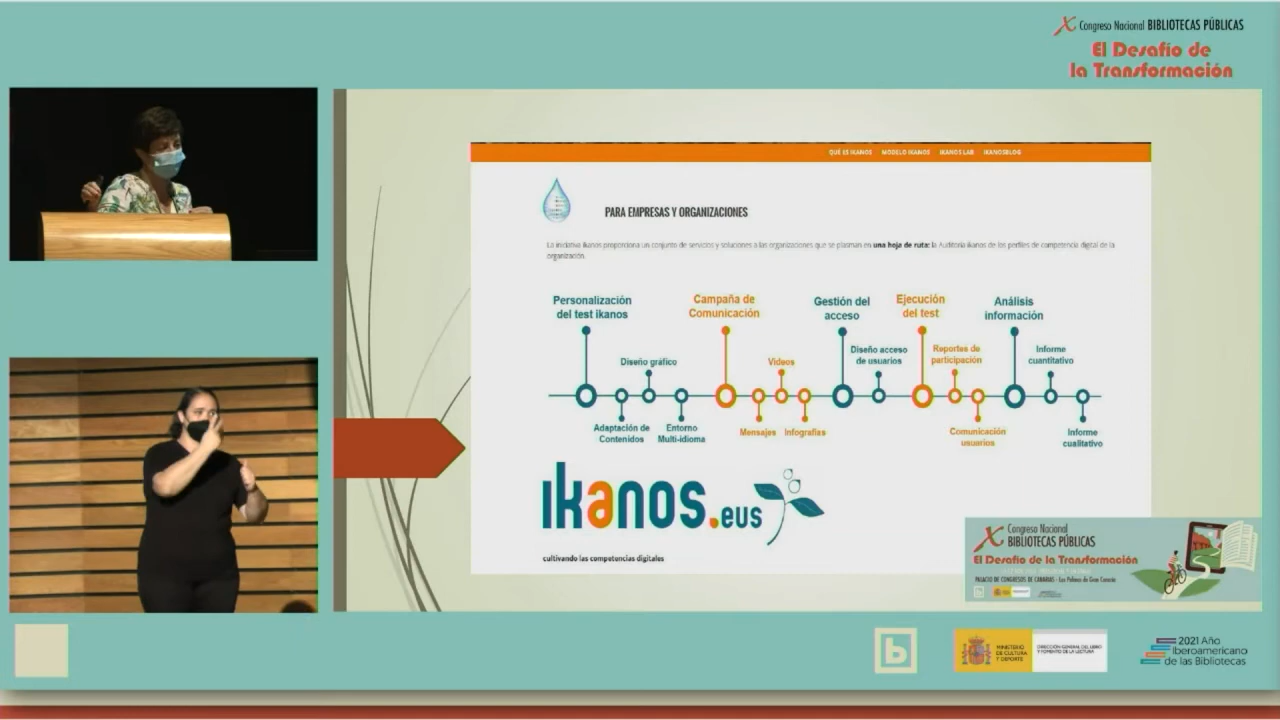 X Congreso Nacional BIBLIOTECAS PÚBLICAS
El Desafío de
la Transformación
QUÉ ES IKANOS MODELO IKANOS IKANOS LAB IKANOSBLOG
PARA EMPRESAS Y ORGANIZACIONES
La iniciativa Ikanos proporciona un conjunto de servicios y soluciones a las organizaciones que se plasman en una hoja de ruta: la Auditoría Ikanos de los perfiles de competencia digital de la
organización.
Personalización
del test ikanos
Campaña de
Comunicación
Gestión del
acceso
Ejecución
del test
Análisis
información
Diseño gráfico
Videos
Diseño acceso
de usuarios
Reportes de
participación
Informe
cuantitativo
Adaptación de
Contenidos
Entorno
Multi-idioma
Mensajes
Infografías
Comunicación
usuarios
Informe
cualitativo
ikanos.eus
cultivando las competencias digitales
X Congreso Nacional
BIBLIOTECAS PÚBLICAS
El Desafío de la Transformación
PALACIO DE CONGRESOS DE CANARIAS - Las Palmas de Gran Canaria
b
MINISTERIO
DE CULTURA
Y DEPORTE
DIRECCIÓN GENERAL DEL LIBRO
Y FOMENTO DE LA LECTURA
2021 Año
Iberoamericano
de las Bibliotecas